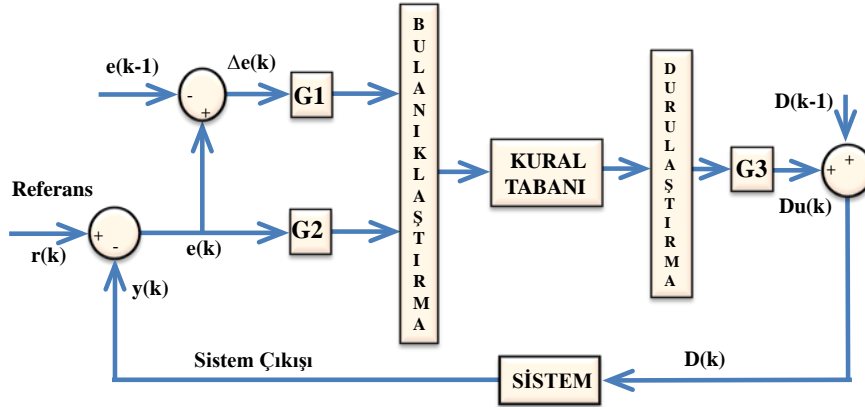 e(k-1)
-
+
Δe(k)
G1
BULANIKLAŞTIRMA
DURULAŞTIRMA
D(k-1)
+
+
KURAL
TABANI
G3
Du(k)
Referans
r(k)
+
-
e(k)
G2
y(k)
Sistem Çıkışı
SİSTEM
D(k)